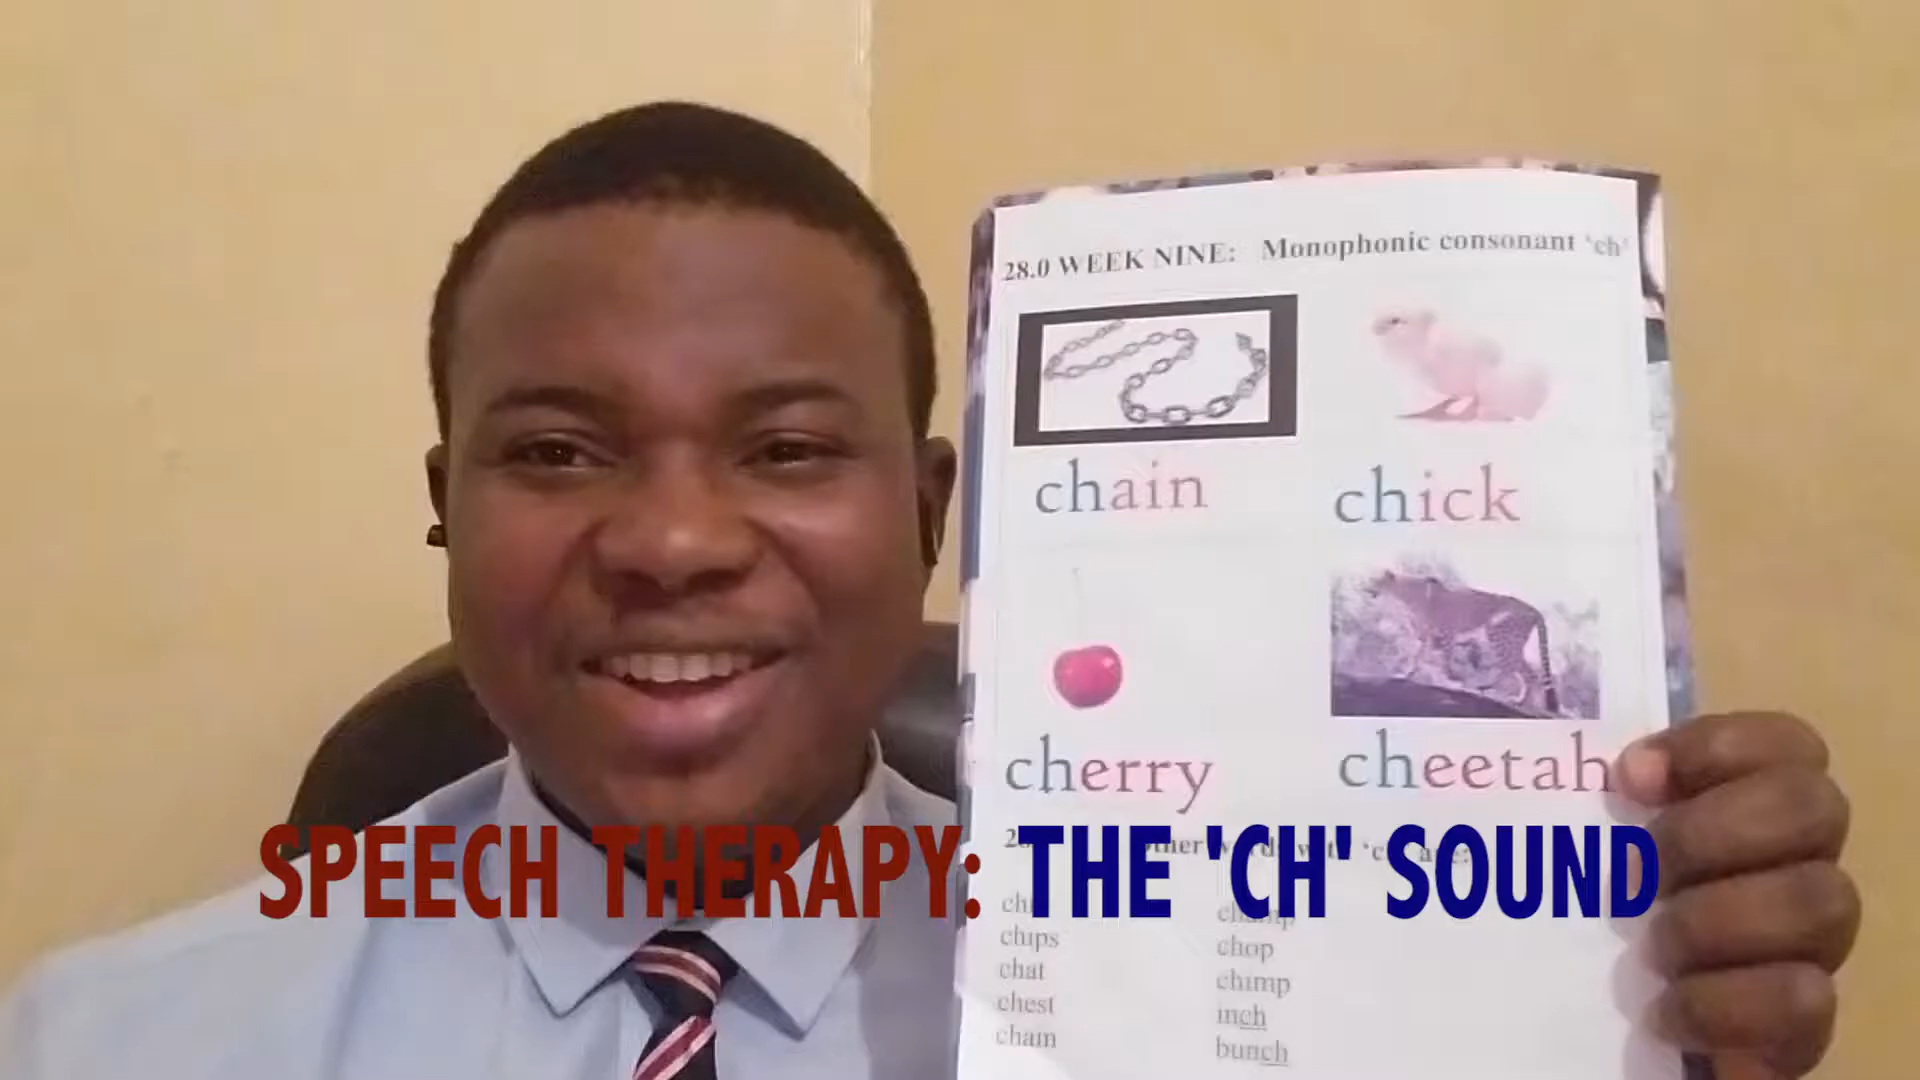 28.0 WEEK NINE: Monophonic consonant 'ch'
chain chick
cherry cheetah
SPEECH THERAPY: THE 'CH' SOUND
chips
chat
chest
chain
champ
chop
chimp
inch
bunch